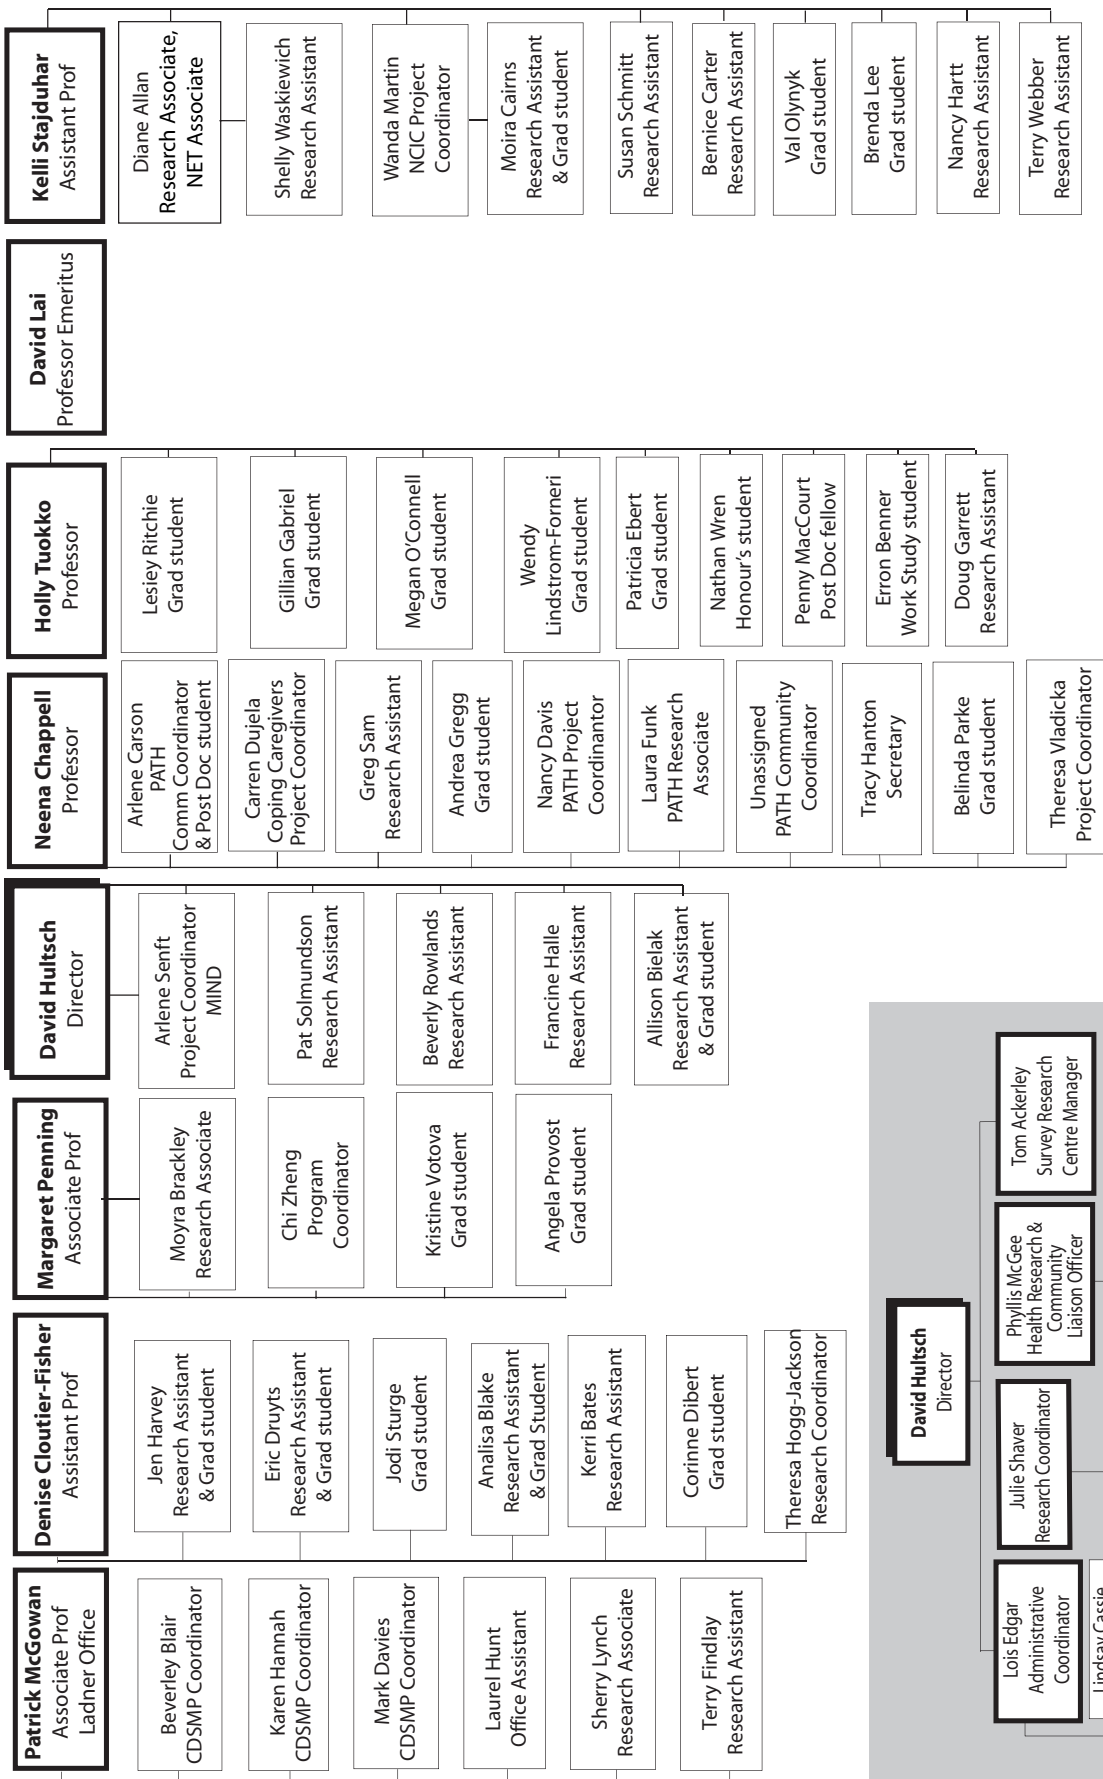 Patrick McGowan
Associate Prof
Ladner Office
Beverley Blair
CDSMP Coordinator
Karen Hannah
CDSMP Coordinator
Mark Davies
CDSMP Coordinator
Laurel Hunt
Office Assistant
Sherry Lynch
Research Associate
Terry Findlay
Research Assistant
Denise Cloutier-Fisher
Assistant Prof
Jen Harvey
Research Assistant
& Grad student
Eric Druyts
Research Assistant
& Grad student
Jodi Sturge
Grad student
Analisa Blake
Research Assistant
& Grad Student
Kerri Bates
Research Assistant
Corinne Dibert
Grad student
Theresa Hogg-Jackson
Research Coordinator
Margaret Penning
Associate Prof
Moyra Brackley
Research Associate
Chi Zheng
Program
Coordinator
Kristine Votova
Grad student
Angela Provost
Grad student
David Hultsch
Director
Arlene Senft
Project Coordinator
MIND
Pat Solmundson
Research Assistant
Beverly Rowlands
Research Assistant
Francine Halle
Research Assistant
Allison Bielak
Research Assistant
& Grad student
Neena Chappell
Professor
Arlene Carson
PATH
Comm Coordinator
& Post Doc student
Carren Dujela
Coping Caregivers
Project Coordinator
Greg Sam
Research Assistant
Andrea Gregg
Grad student
Nancy Davis
PATH Project
Coordinantor
Laura Funk
PATH Research
Associate
Unassigned
PATH Community
Coordinator
Tracy Hanton
Secretary
Belinda Parke
Grad student
Theresa Vladicka
Project Coordinator
Holly Tuokko
Professor
Lesiey Ritchie
Grad student
Gillian Gabriel
Grad student
Megan O'Connell
Grad student
Wendy
Lindstrom-Forneri
Grad student
Patricia Ebert
Grad student
Nathan Wren
Honour's student
Penny MacCourt
Post Doc fellow
Erron Benner
Work Study student
Doug Garrett
Research Assistant
David Lai
Professor Emeritus
Kelli Stajduhar
Assistant Prof
Diane Allan
Research Associate,
NET Associate
Shelly Waskiewich
Research Assistant
Wanda Martin
NCIC Project
Coordinator
Moira Cairns
Research Assistant
& Grad student
Susan Schmitt
Research Assistant
Bernice Carter
Research Assistant
Val Olynyk
Grad student
Brenda Lee
Grad student
Nancy Hartt
Research Assistant
Terry Webber
Research Assistant
David Hultsch
Director
Lois Edgar
Administrative
Coordinator
Lindsay Cassie
Julie Shaver
Research Coordinator
Phyllis McGee
Health Research &
Community
Liaison Officer
Tom Ackerley
Survey Research
Centre Manager